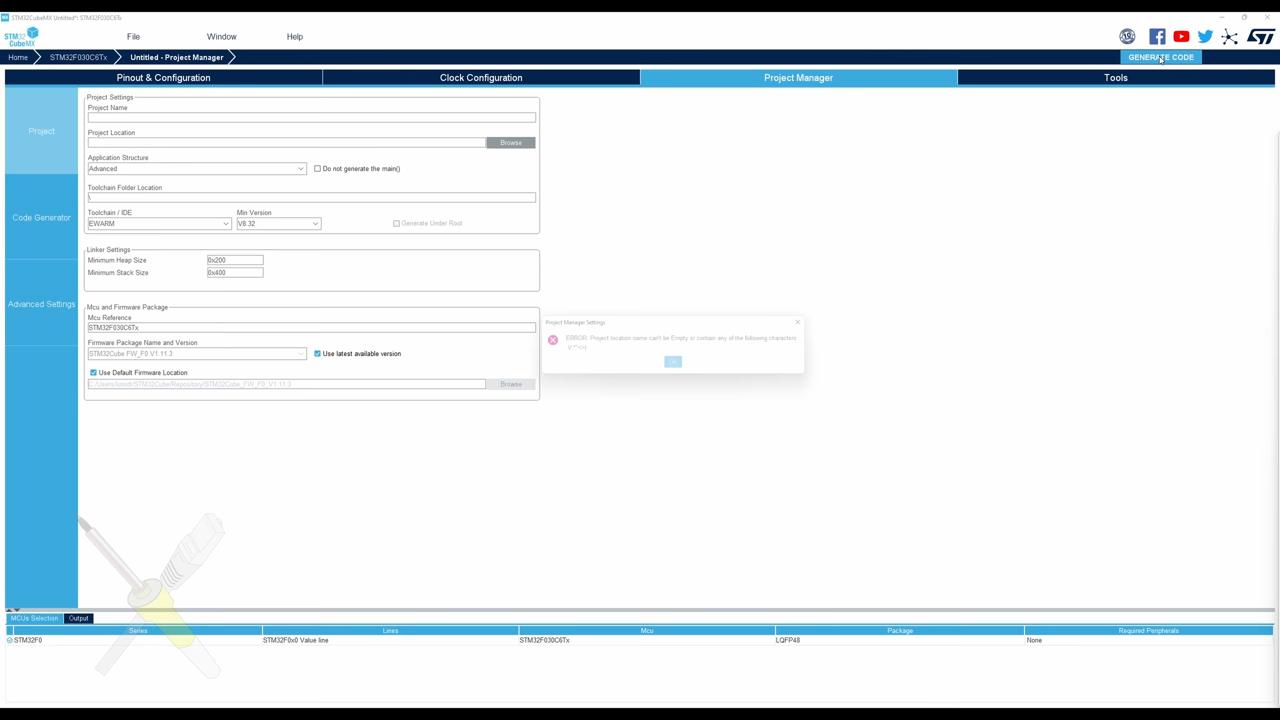 MX STM32CubeMX Untitled*: STM32F030C6Tx
STM32
CubeMX
File
Window
Help
Home
STM32F030C6Tx
Untitled - Project Manager
GENERATE CODE
Pinout & Configuration
Clock Configuration
Project Manager
Tools
Project
Code Generator
Advanced Settings
Project Settings
Project Name
Project Location
Browse
Application Structure
Advanced
Do not generate the main()
Toolchain Folder Location
\
Toolchain / IDE
Min Version
EWARM
V8.32
Generate Under Root
Linker Settings
Minimum Heap Size
0x200
Minimum Stack Size
0x400
Mcu and Firmware Package
Mcu Reference
STM32F030C6Tx
Firmware Package Name and Version
STM32Cube FW_F0 V1.11.3
Use latest available version
Use Default Firmware Location
STM32Cube/Repository/STM32Cube_FW_F0_V1.11.3
Browse
Project Manager Settings
ERROR: Project location name can't be Empty or contain any of the following characters
MCUs Selection
Output
Series
Lines
Mcu
Package
Required Peripherals
STM32F0
STM32F0x0 Value line
STM32F030C6Tx
LQFP48
None